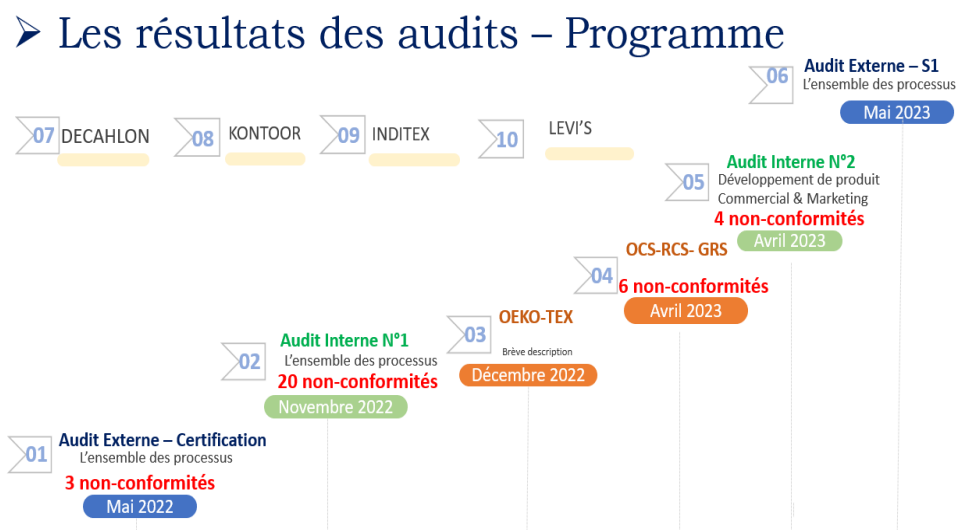 ➢ Les résultats des audits – Programme
06
Audit Externe – S1
L'ensemble des processus
Mai 2023
07 DECAHLON
08 KONTOOR
09 INDITEX
10 LEVI'S
05
Audit Interne N°2
Développement de produit
Commercial & Marketing
4 non-conformités
Avril 2023
04
OCS-RCS- GRS
6 non-conformités
Avril 2023
03
OEKO-TEX
Brève description
Décembre 2022
02
Audit Interne N°1
L'ensemble des processus
20 non-conformités
Novembre 2022
01
Audit Externe – Certification
L'ensemble des processus
3 non-conformités
Mai 2022